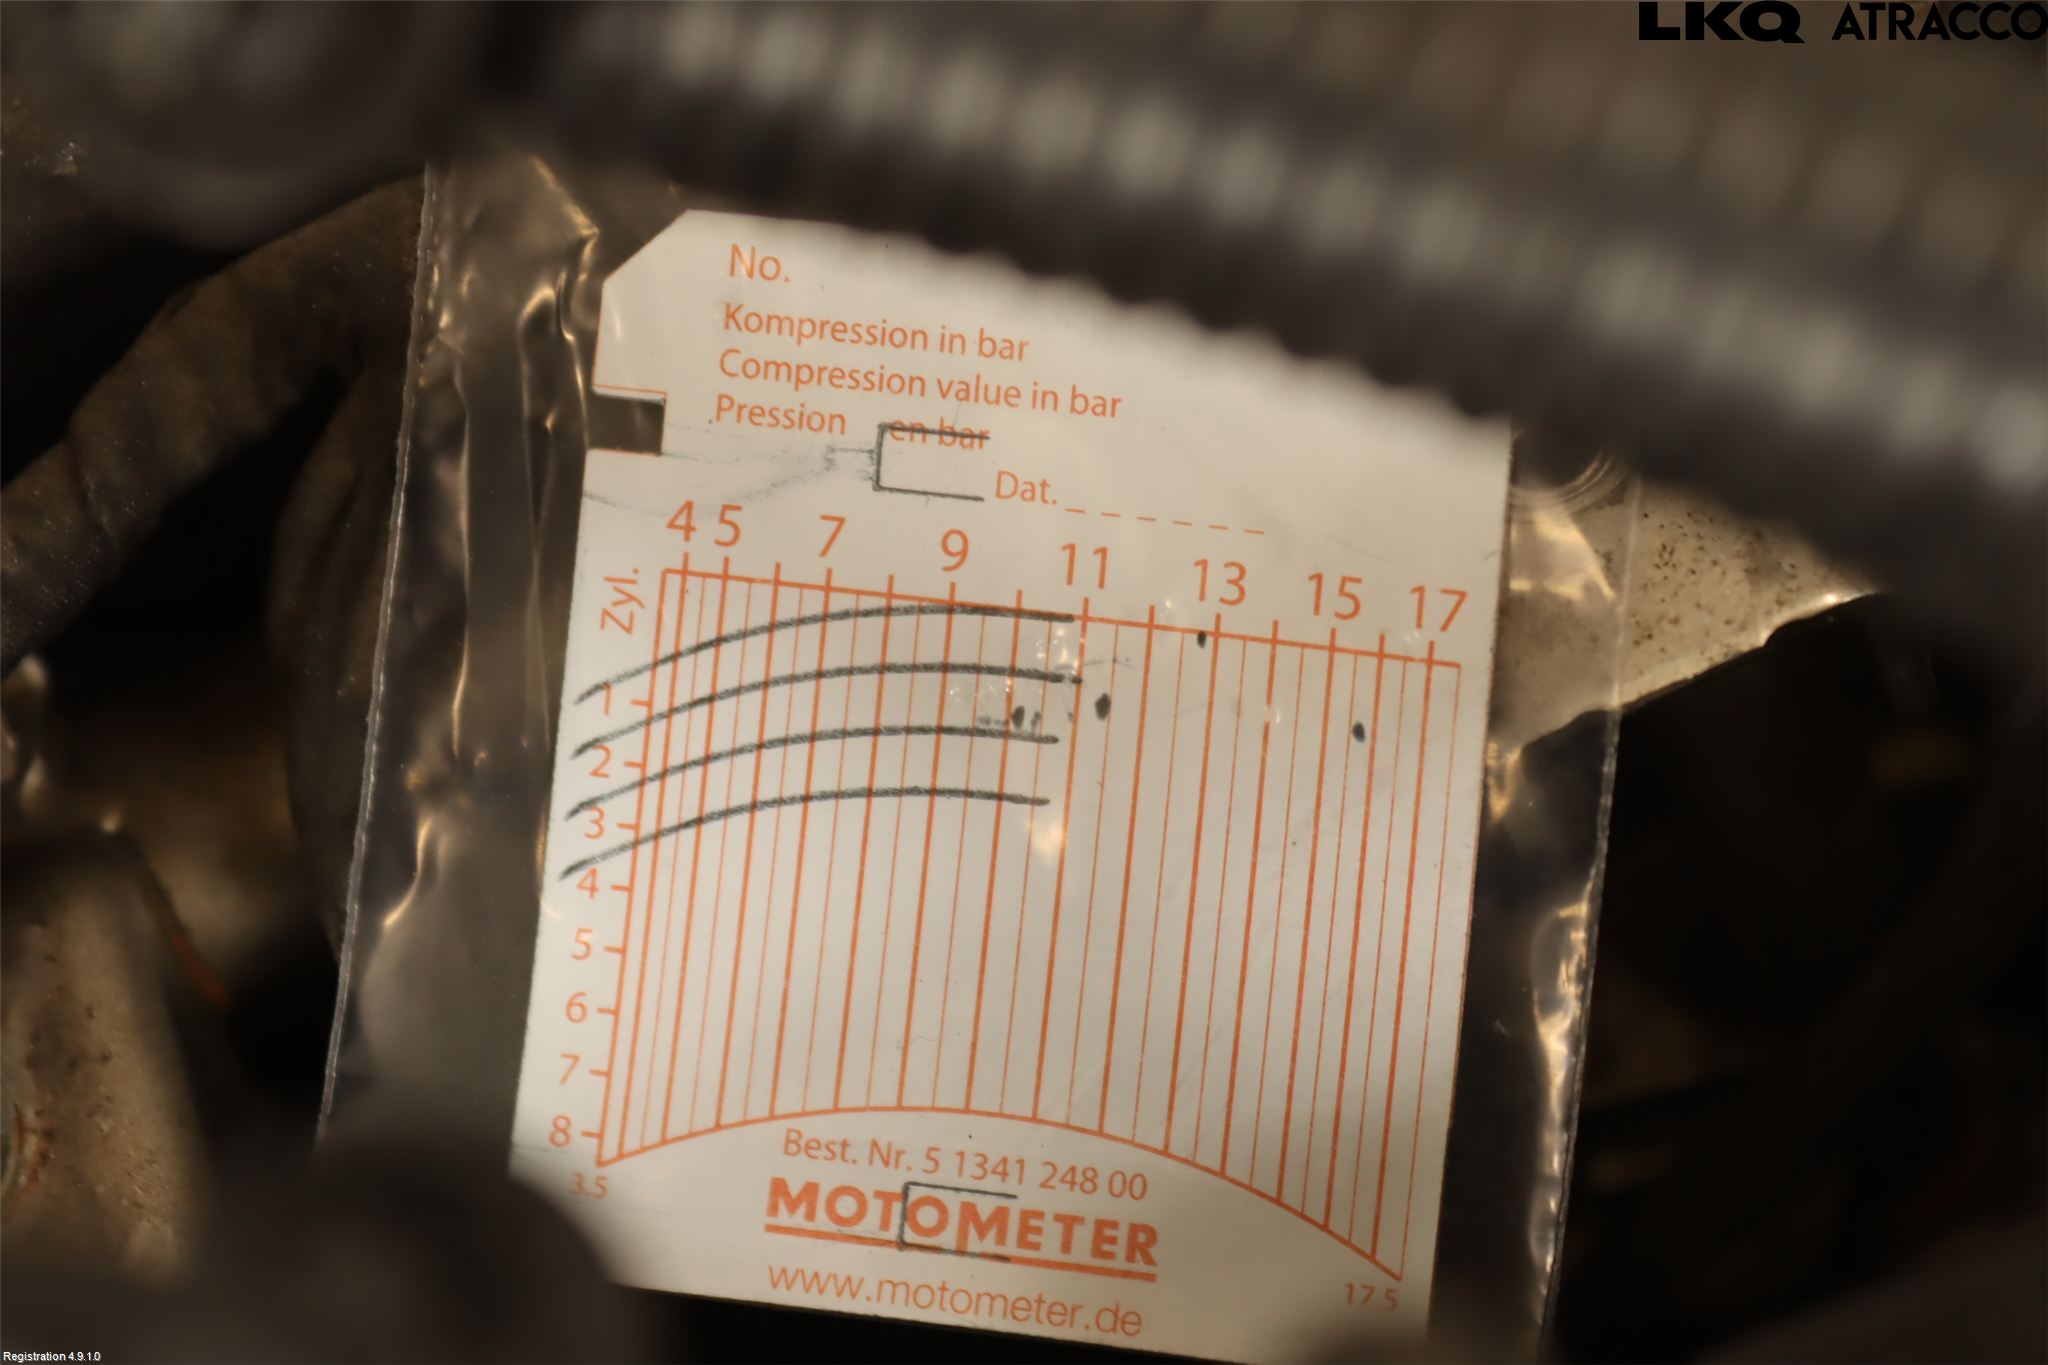 LKQ ATRACCO
No.
Kompression in bar
Compression value in bar
Pression en bar
Dat. _ _ _ _ _ _ _
4 5 7 9 11 13 15 17
Zyl.
1
2
3
4
5
6
7
8
3.5
17.5
Best. Nr. 5 1341 248 00
MOTOMETER
www.motometer.de
Registration 4.9.1.0